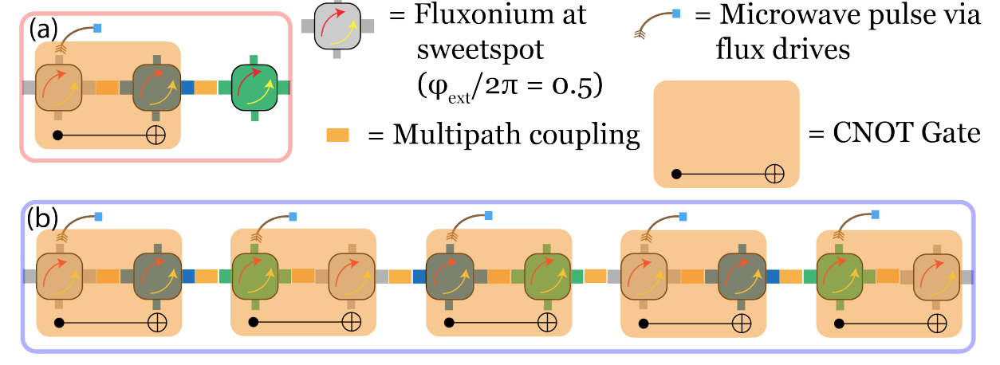 (a)
= Fluxonium at
sweetspot
(φext/2π = 0.5)
= Microwave pulse via
flux drives
= Multipath coupling
= CNOT Gate
(b)